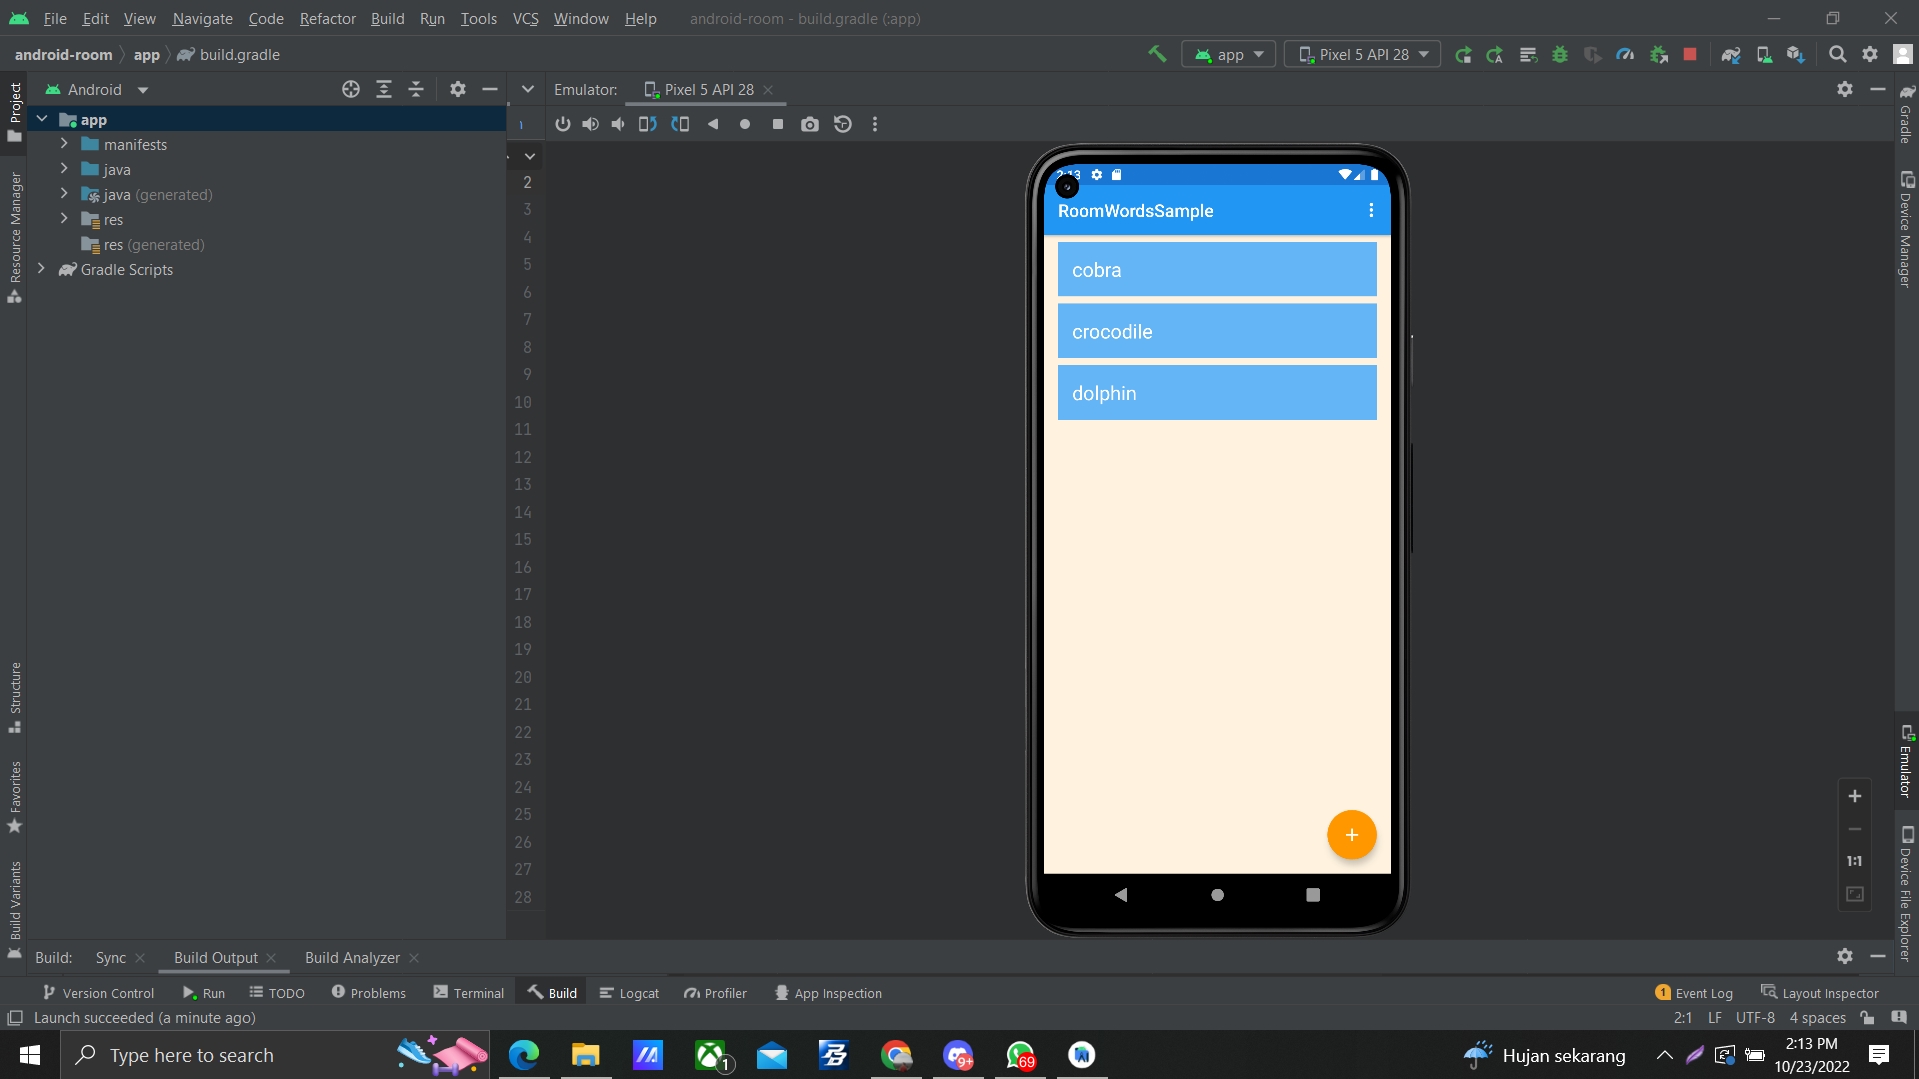 File Edit View Navigate Code Refactor Build Run Tools VCS Window Help android-room - build.gradle (:app)
android-room app build.gradle
app Pixel 5 API 28
Project
Android
Emulator: Pixel 5 API 28
app
manifests
java
java (generated)
res
res (generated)
Gradle Scripts
Resource Manager
Structure
Favorites
Build Variants
1
2
3
4
5
6
7
8
9
10
11
12
13
14
15
16
17
18
19
20
21
22
23
24
25
26
27
28
2:13
RoomWordsSample
cobra
crocodile
dolphin
+
Gradle
Device Manager
Emulator
Device File Explorer
1:1
Build: Sync Build Output Build Analyzer
Version Control Run TODO Problems Terminal Build Logcat Profiler App Inspection 1 Event Log Layout Inspector
Launch succeeded (a minute ago) 2:1 LF UTF-8 4 spaces
Type here to search 1 9+ 69 Hujan sekarang 2:13 PM
10/23/2022